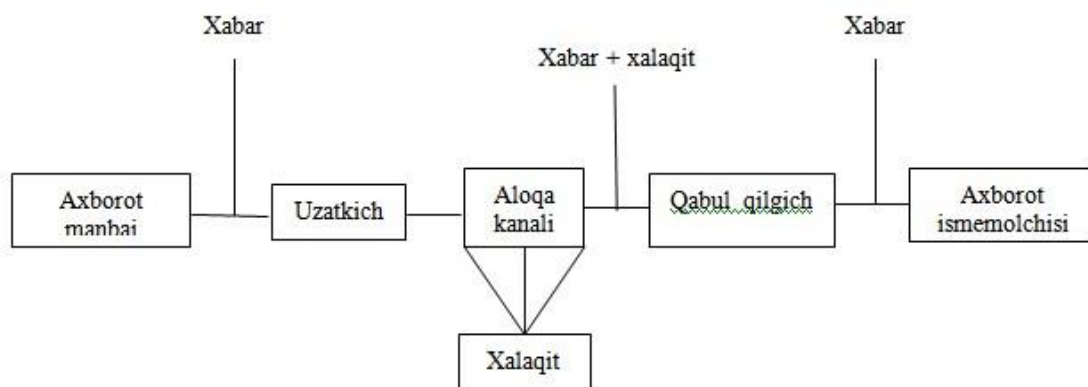 Xabar
Xabar + xalaqit
Xabar
Axborot
manbai
Uzatkich
Aloqa
kanali
Qabul qilgich
Axborot
ismemolchisi
Xalaqit